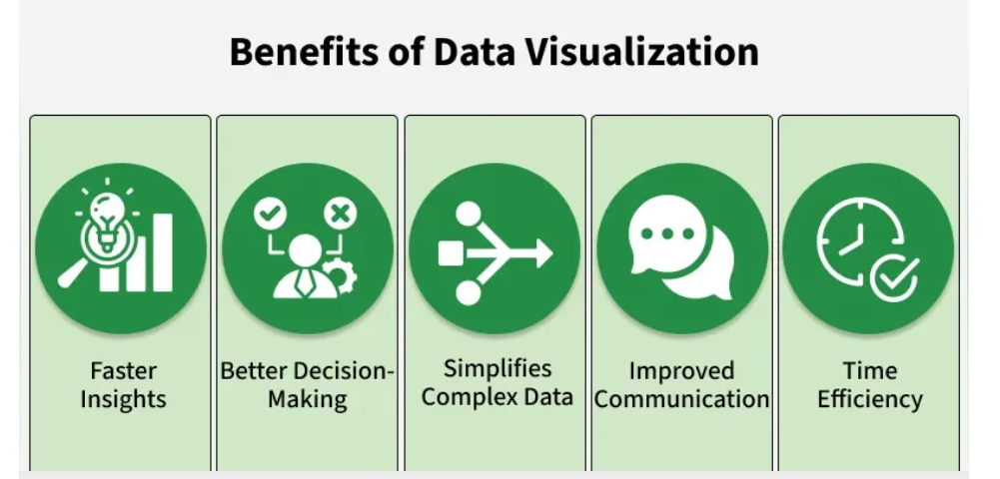 Benefits of Data Visualization
Faster
Insights
Better Decision-
Making
Simplifies
Complex Data
Improved
Communication
Time
Efficiency